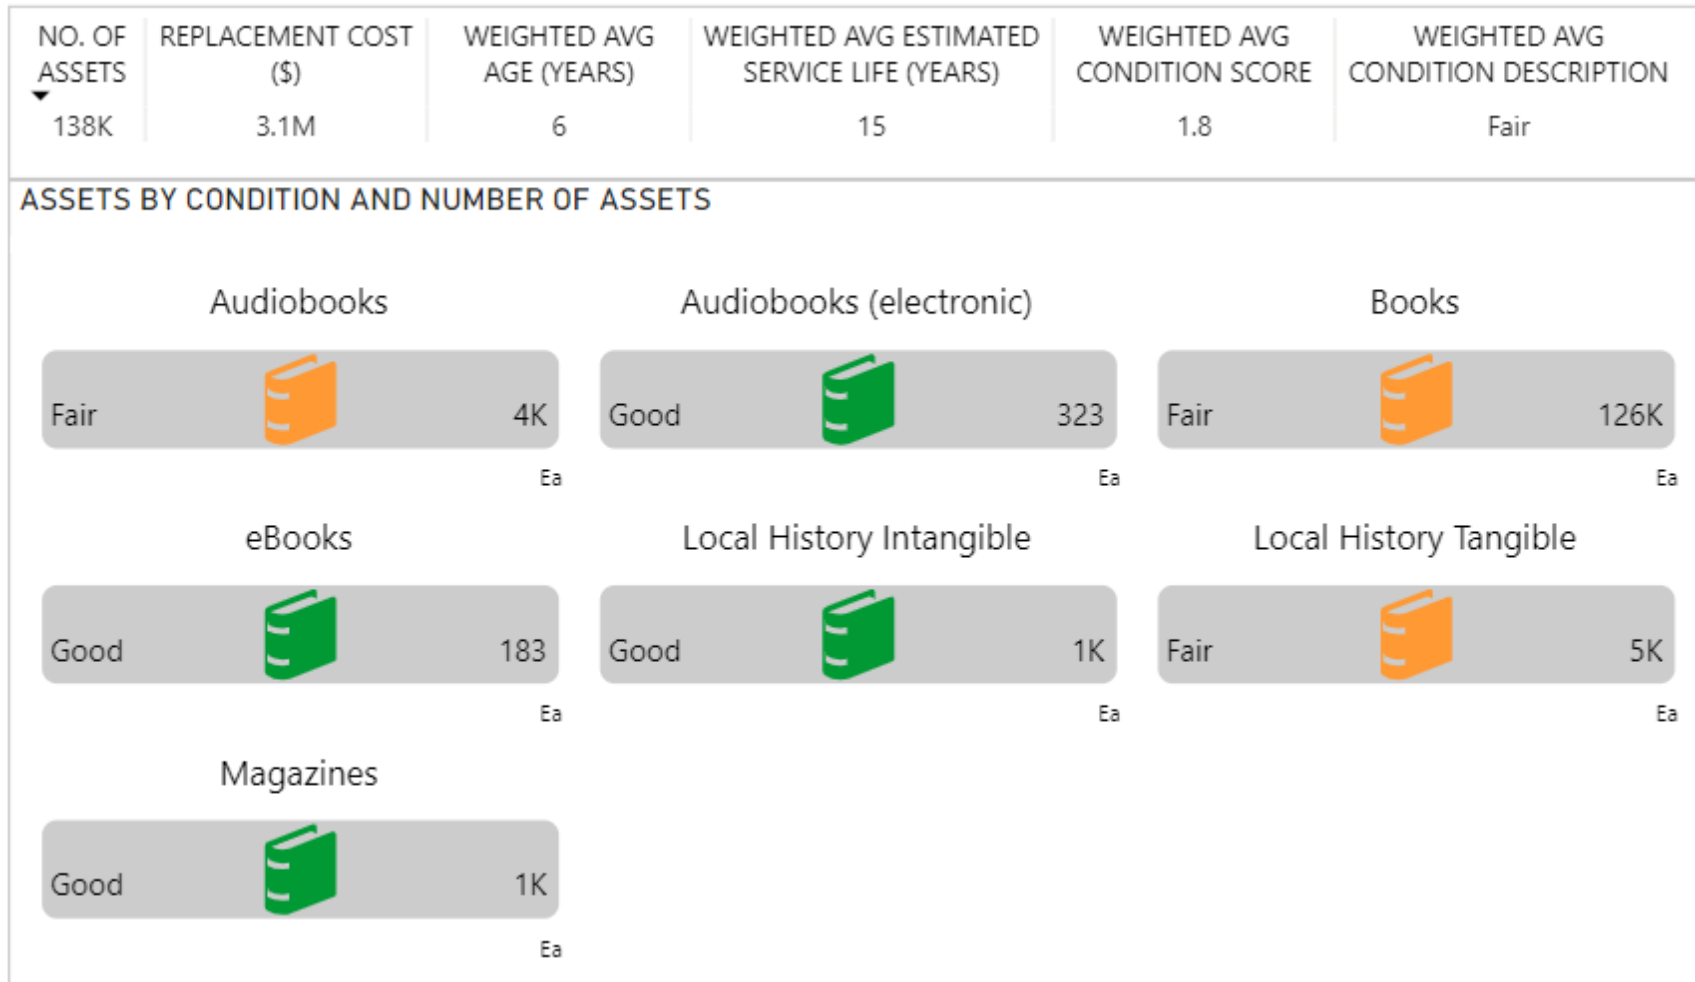 NO. OF ASSETS
REPLACEMENT COST ($)
WEIGHTED AVG AGE (YEARS)
WEIGHTED AVG ESTIMATED SERVICE LIFE (YEARS)
WEIGHTED AVG CONDITION SCORE
WEIGHTED AVG CONDITION DESCRIPTION
138K 3.1M 6 15 1.8 Fair
ASSETS BY CONDITION AND NUMBER OF ASSETS
Audiobooks Audiobooks (electronic) Books
Fair 4K Good 323 Fair 126K
Ea Ea Ea
eBooks Local History Intangible Local History Tangible
Good 183 Good 1K Fair 5K
Ea Ea Ea
Magazines
Good 1K
Ea